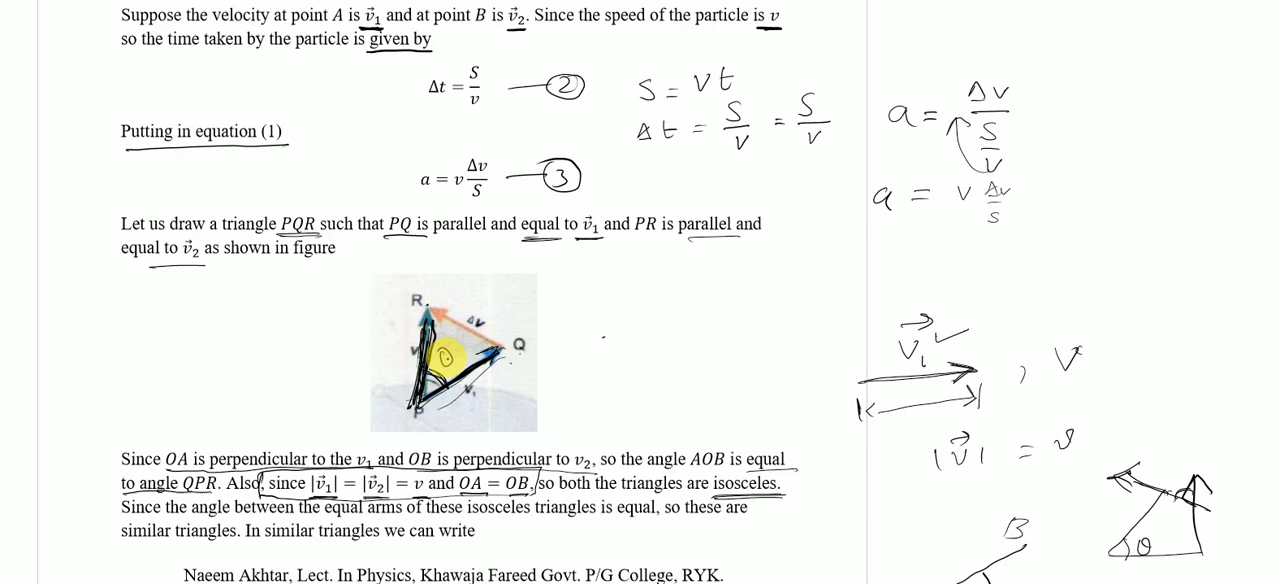 Suppose the velocity at point A is v⃗₁ and at point B is v⃗₂. Since the speed of the particle is v
so the time taken by the particle is given by
Δt = S/v —②
S = vt
Δt = S/v = S/v
a = Δv/(S/v)
Putting in equation (1)
a = v Δv/S —③
a = v Δv/S
Let us draw a triangle PQR such that PQ is parallel and equal to v⃗₁ and PR is parallel and
equal to v⃗₂ as shown in figure
R
Δv
Q
v
θ
v₁
P
v⃗₁ , v
|v⃗| = v
Since OA is perpendicular to the v₁ and OB is perpendicular to v₂, so the angle AOB is equal
to angle QPR. Also, since |v⃗₁| = |v⃗₂| = v and OA = OB, so both the triangles are isosceles.
Since the angle between the equal arms of these isosceles triangles is equal, so these are
similar triangles. In similar triangles we can write
θ
B
Naeem Akhtar, Lect. In Physics, Khawaja Fareed Govt. P/G College, RYK.